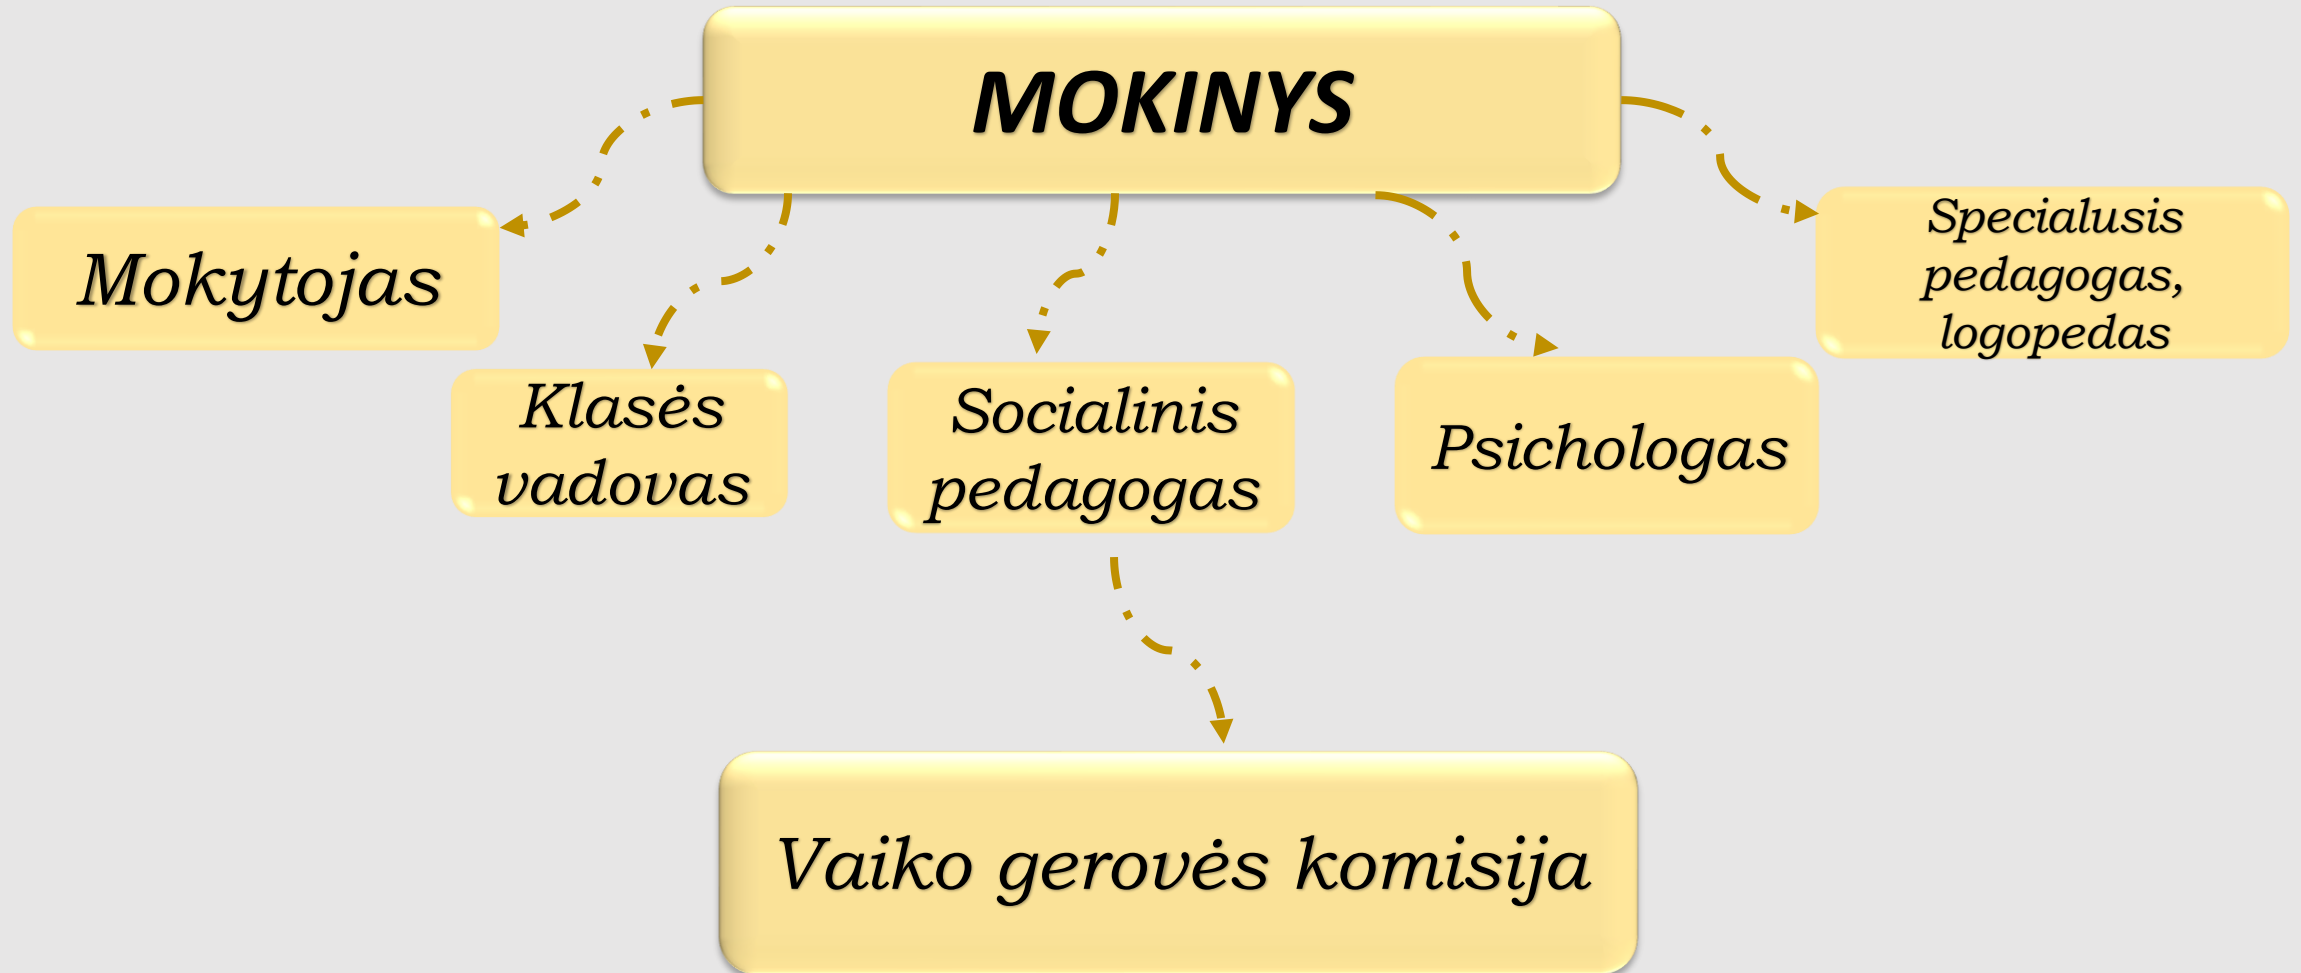 MOKINYS
Mokytojas
Klasės
vadovas
Socialinis
pedagogas
Psichologas
Specialusis
pedagogas,
logopedas
Vaiko gerovės komisija